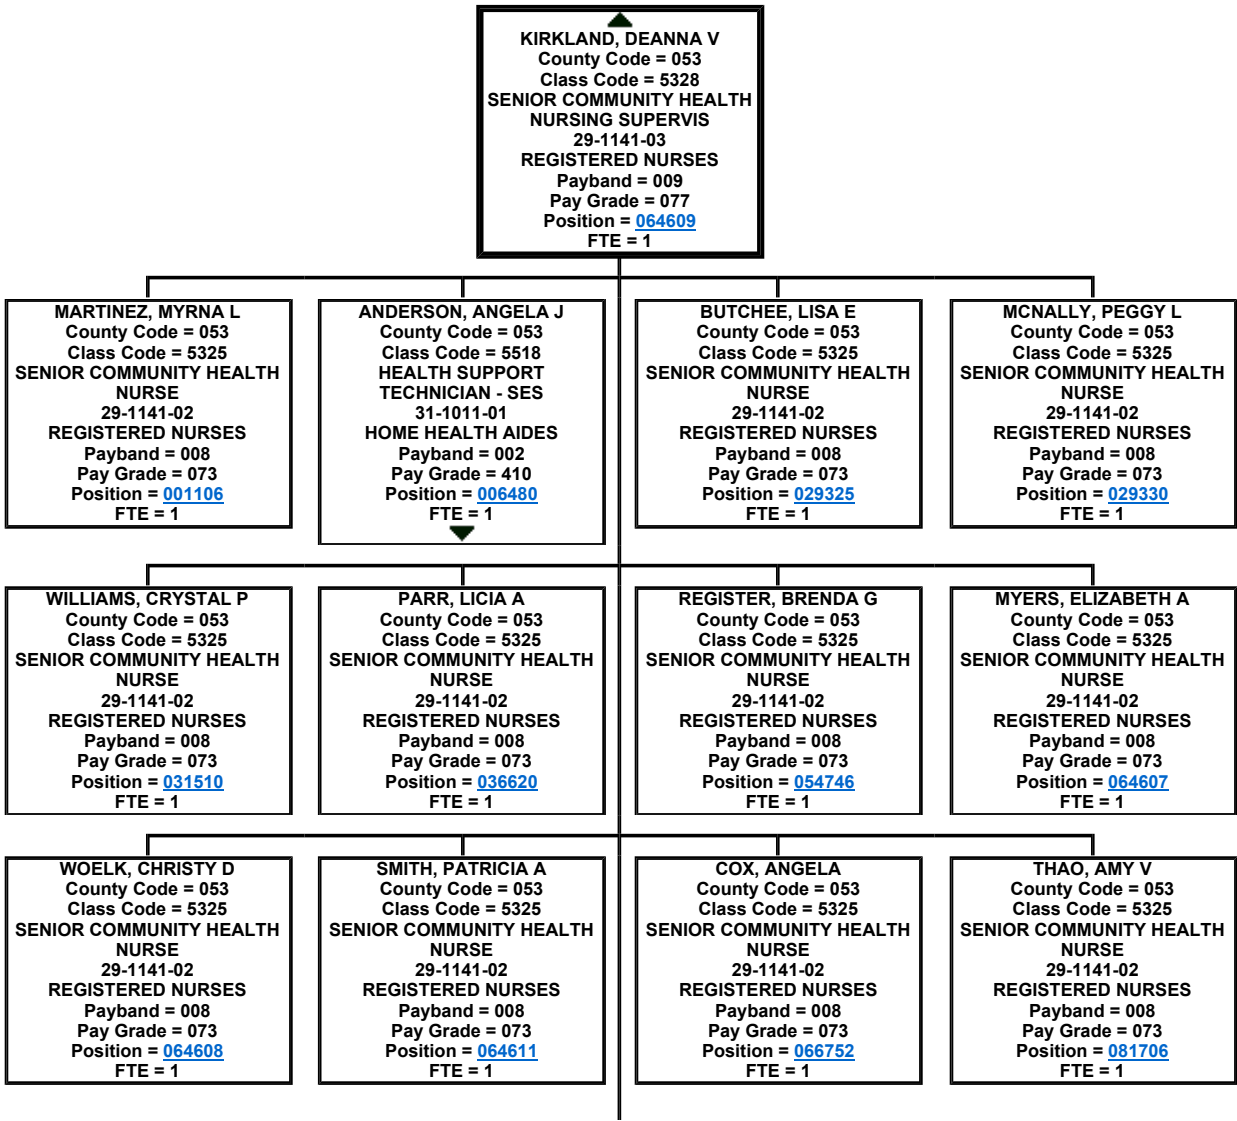 KIRKLAND, DEANNA V
County Code = 053
Class Code = 5328
SENIOR COMMUNITY HEALTH
NURSING SUPERVIS
29-1141-03
REGISTERED NURSES
Payband = 009
Pay Grade = 077
Position = 064609
FTE = 1
MARTINEZ, MYRNA L
County Code = 053
Class Code = 5325
SENIOR COMMUNITY HEALTH
NURSE
29-1141-02
REGISTERED NURSES
Payband = 008
Pay Grade = 073
Position = 001106
FTE = 1
ANDERSON, ANGELA J
County Code = 053
Class Code = 5518
HEALTH SUPPORT
TECHNICIAN - SES
31-1011-01
HOME HEALTH AIDES
Payband = 002
Pay Grade = 410
Position = 006480
FTE = 1
BUTCHEE, LISA E
County Code = 053
Class Code = 5325
SENIOR COMMUNITY HEALTH
NURSE
29-1141-02
REGISTERED NURSES
Payband = 008
Pay Grade = 073
Position = 029325
FTE = 1
MCNALLY, PEGGY L
County Code = 053
Class Code = 5325
SENIOR COMMUNITY HEALTH
NURSE
29-1141-02
REGISTERED NURSES
Payband = 008
Pay Grade = 073
Position = 029330
FTE = 1
WILLIAMS, CRYSTAL P
County Code = 053
Class Code = 5325
SENIOR COMMUNITY HEALTH
NURSE
29-1141-02
REGISTERED NURSES
Payband = 008
Pay Grade = 073
Position = 031510
FTE = 1
PARR, LICIA A
County Code = 053
Class Code = 5325
SENIOR COMMUNITY HEALTH
NURSE
29-1141-02
REGISTERED NURSES
Payband = 008
Pay Grade = 073
Position = 036620
FTE = 1
REGISTER, BRENDA G
County Code = 053
Class Code = 5325
SENIOR COMMUNITY HEALTH
NURSE
29-1141-02
REGISTERED NURSES
Payband = 008
Pay Grade = 073
Position = 054746
FTE = 1
MYERS, ELIZABETH A
County Code = 053
Class Code = 5325
SENIOR COMMUNITY HEALTH
NURSE
29-1141-02
REGISTERED NURSES
Payband = 008
Pay Grade = 073
Position = 064607
FTE = 1
WOELK, CHRISTY D
County Code = 053
Class Code = 5325
SENIOR COMMUNITY HEALTH
NURSE
29-1141-02
REGISTERED NURSES
Payband = 008
Pay Grade = 073
Position = 064608
FTE = 1
SMITH, PATRICIA A
County Code = 053
Class Code = 5325
SENIOR COMMUNITY HEALTH
NURSE
29-1141-02
REGISTERED NURSES
Payband = 008
Pay Grade = 073
Position = 064611
FTE = 1
COX, ANGELA
County Code = 053
Class Code = 5325
SENIOR COMMUNITY HEALTH
NURSE
29-1141-02
REGISTERED NURSES
Payband = 008
Pay Grade = 073
Position = 066752
FTE = 1
THAO, AMY V
County Code = 053
Class Code = 5325
SENIOR COMMUNITY HEALTH
NURSE
29-1141-02
REGISTERED NURSES
Payband = 008
Pay Grade = 073
Position = 081706
FTE = 1